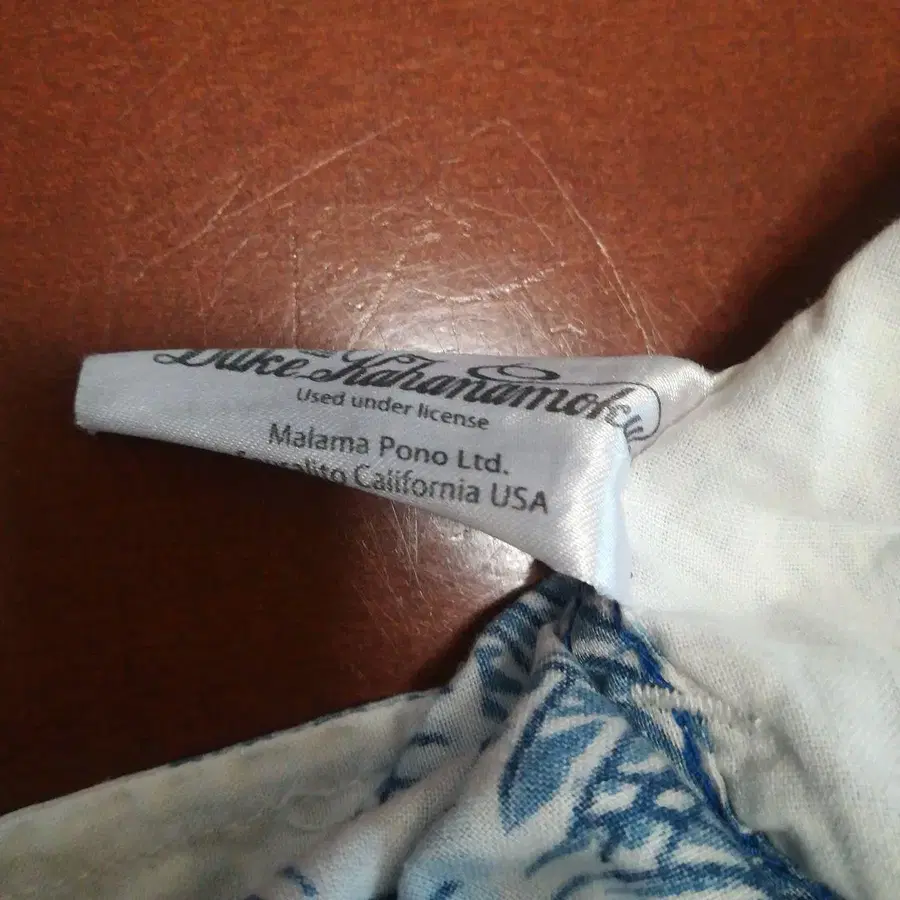 Duke Kahanamoku
Used under license
Malama Pono Ltd.
California USA